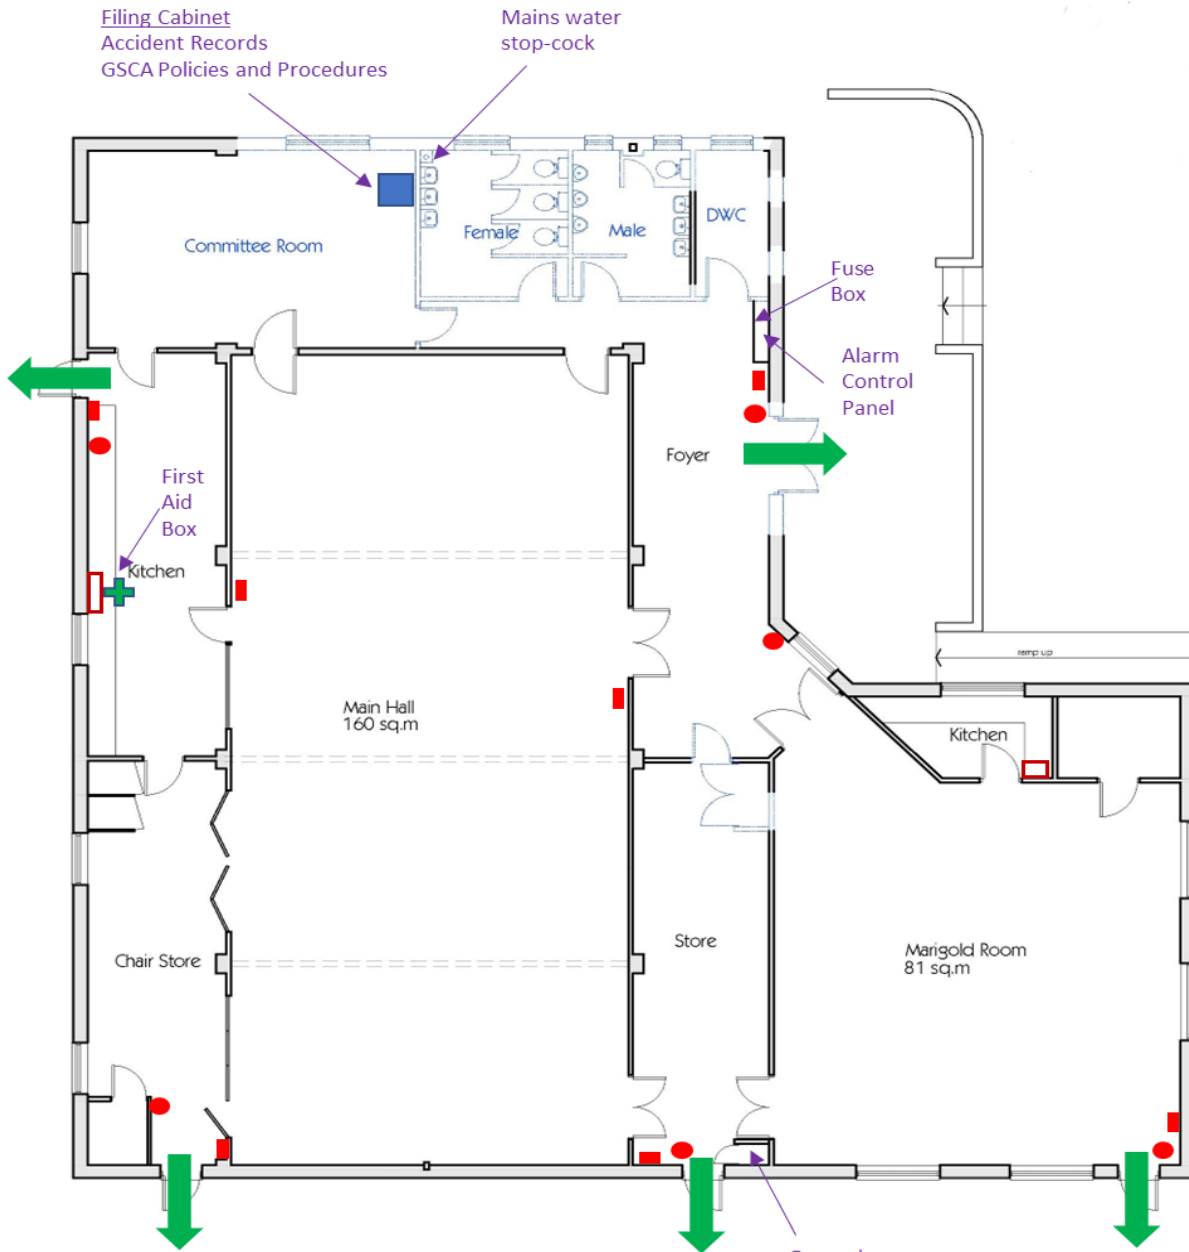 Filing Cabinet
Accident Records
GSCA Policies and Procedures
Mains water
stop-cock
Committee Room
Female
Male
DWC
Fuse
Box
Alarm
Control
Panel
Foyer
First
Aid
Box
Kitchen
ramp up
Main Hall
160 sq.m
Kitchen
Chair Store
Store
Marigold Room
81 sq.m